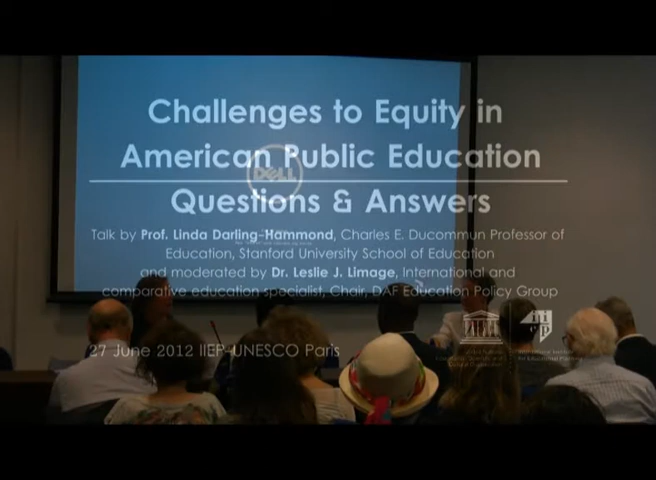 Challenges to Equity in
American Public Education
DELL
Questions & Answers
Talk by Prof. Linda Darling-Hammond, Charles E. Ducommun Professor of
Education, Stanford University School of Education
and moderated by Dr. Leslie J. Limage, International and
comparative education specialist, Chair, DAF Education Policy Group
27 June 2012 IIEP-UNESCO Paris
iiep